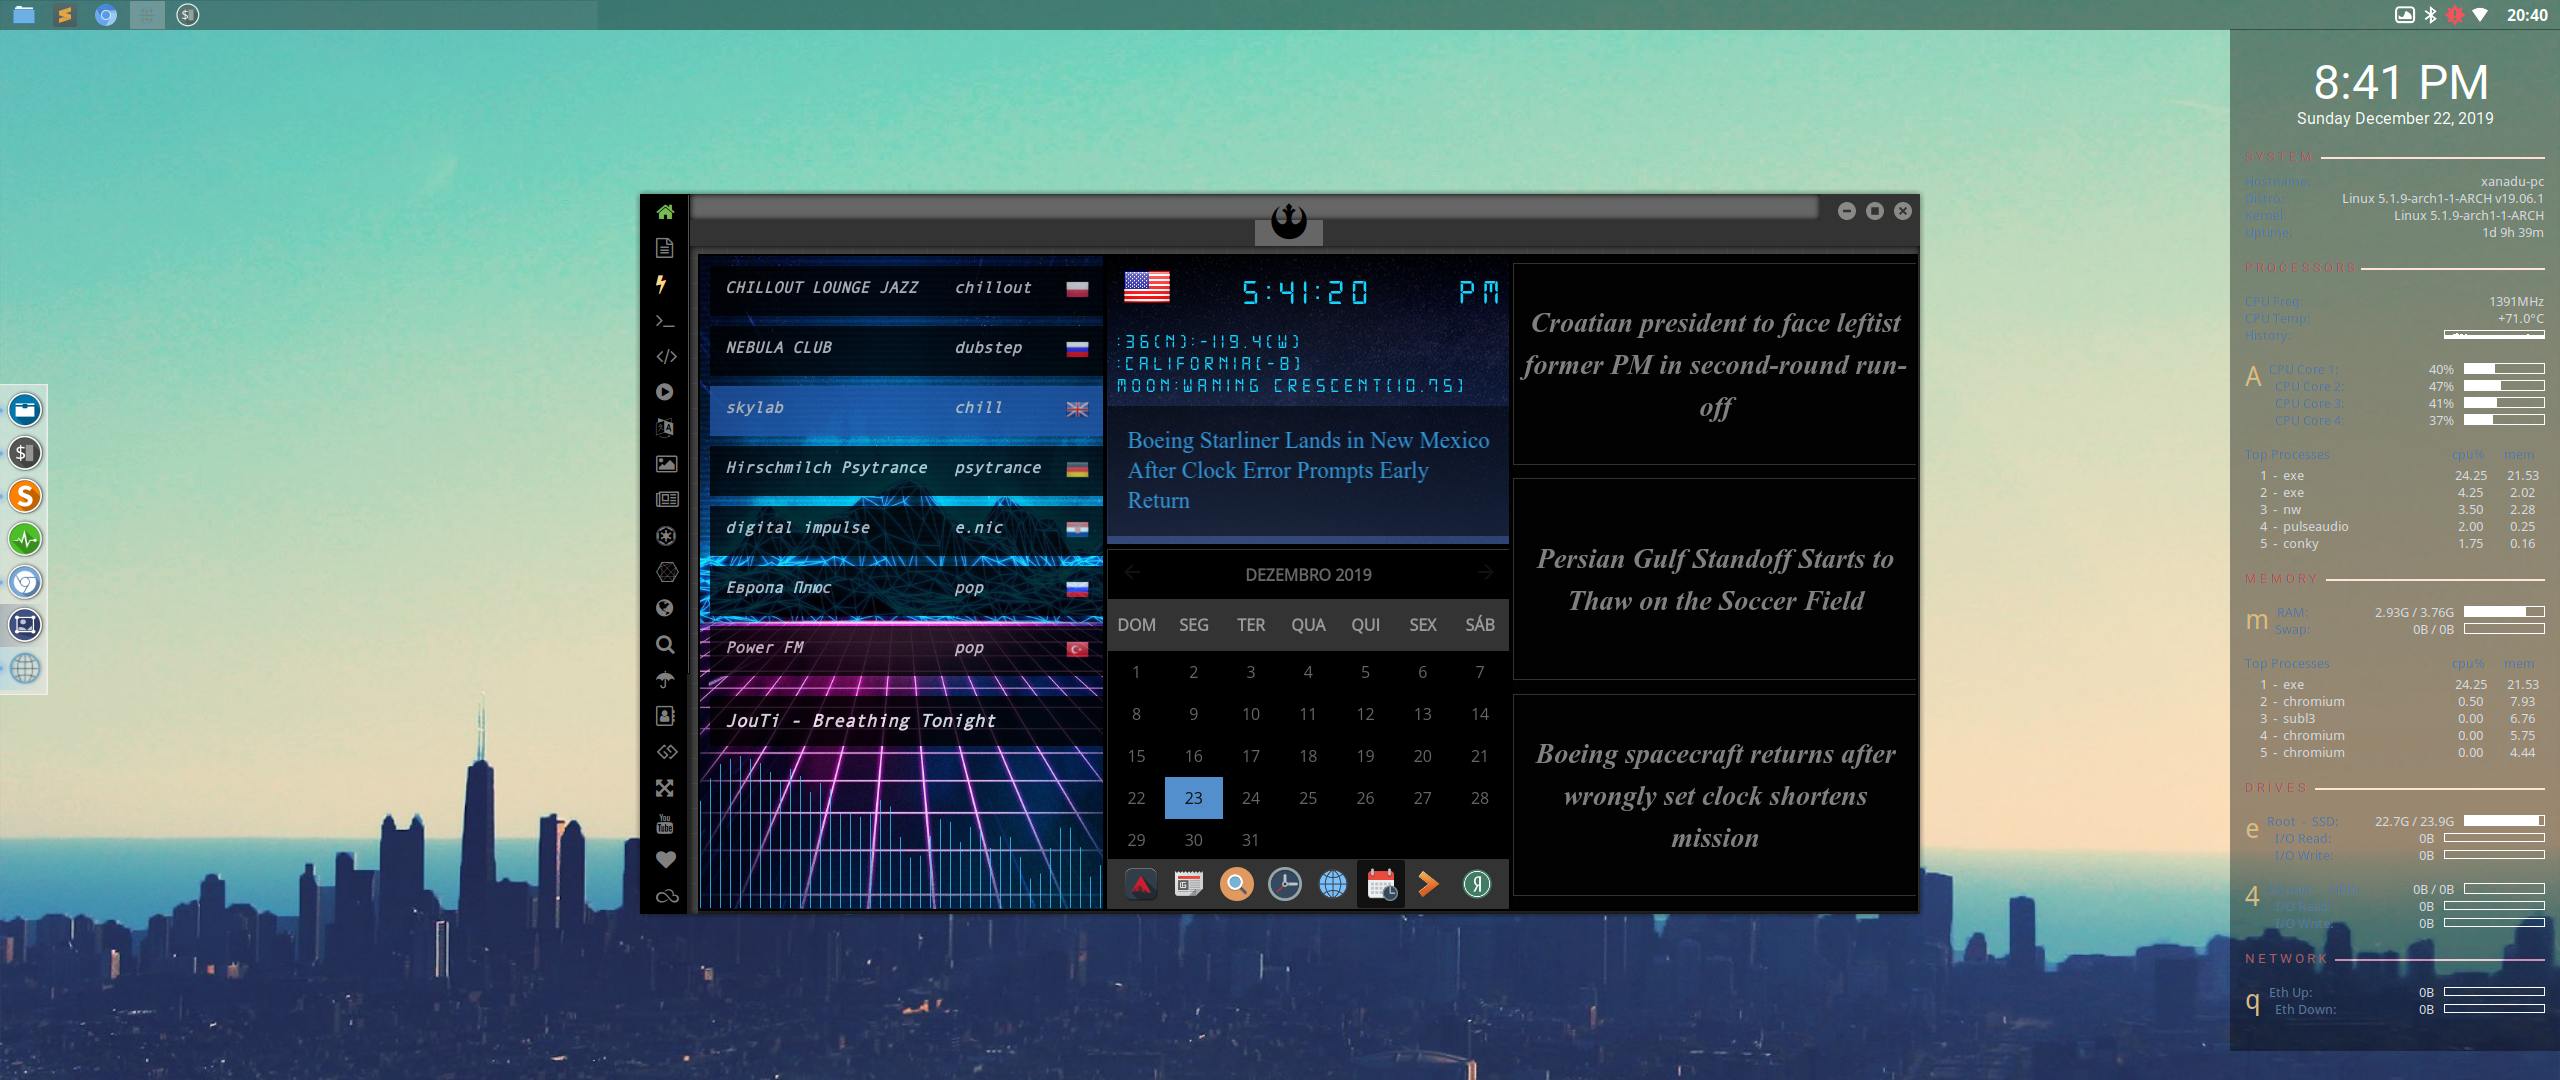 20:40
8:41 PM
Sunday December 22, 2019
SYSTEM
Hostname: xanadu-pc
Distro: Linux 5.1.9-arch1-1-ARCH v19.06.1
Kernel: Linux 5.1.9-arch1-1-ARCH
Uptime: 1d 9h 39m
PROCESSORS
CPU Freq: 1391MHz
CPU Temp: +71.0°C
History:
A CPU Core 1: 40%
CPU Core 2: 47%
CPU Core 3: 41%
CPU Core 4: 37%
Top Processes cpu% mem
1 - exe 24.25 21.53
2 - exe 4.25 2.02
3 - nw 3.50 2.28
4 - pulseaudio 2.00 0.25
5 - conky 1.75 0.16
MEMORY
m RAM: 2.93G / 3.76G
Swap: 0B / 0B
Top Processes cpu% mem
1 - exe 24.25 21.53
2 - chromium 0.50 7.93
3 - subl3 0.00 6.76
4 - chromium 0.00 5.75
5 - chromium 0.00 4.44
DRIVES
e Root - SSD: 22.7G / 23.9G
I/O Read: 0B
I/O Write: 0B
4 0B / 0B
I/O Read: 0B
I/O Write: 0B
NETWORK
q Eth Up: 0B
Eth Down: 0B
CHILLOUT LOUNGE JAZZ chillout
NEBULA CLUB dubstep
skylab chill
Hirschmilch Psytrance psytrance
digital impulse e.nic
Европа Плюс pop
Power FM pop
JouTi - Breathing Tonight
5:41:20 PM
:36(N):-119.4(W)
:CALIFORNIA(-8)
MOON:WANING CRESCENT(10.75)
Boeing Starliner Lands in New Mexico
After Clock Error Prompts Early
Return
DEZEMBRO 2019
DOM SEG TER QUA QUI SEX SÁB
1 2 3 4 5 6 7
8 9 10 11 12 13 14
15 16 17 18 19 20 21
22 23 24 25 26 27 28
29 30 31
Croatian president to face leftist
former PM in second-round run-
off
Persian Gulf Standoff Starts to
Thaw on the Soccer Field
Boeing spacecraft returns after
wrongly set clock shortens
mission
You
Tube